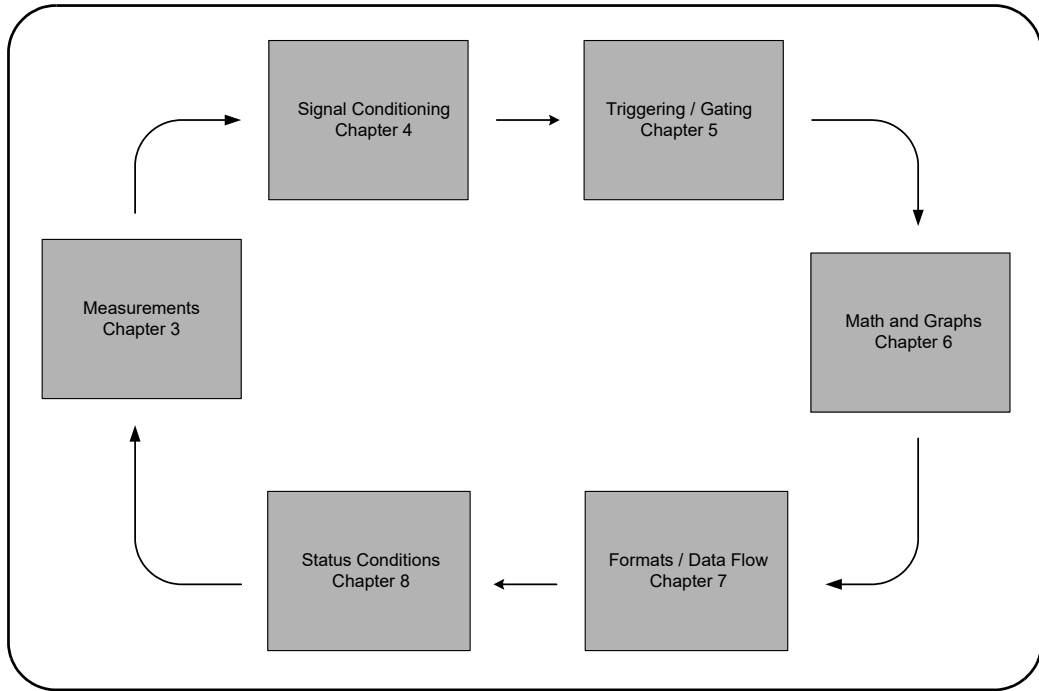 Signal Conditioning
Chapter 4
Triggering / Gating
Chapter 5
Measurements
Chapter 3
Math and Graphs
Chapter 6
Status Conditions
Chapter 8
Formats / Data Flow
Chapter 7